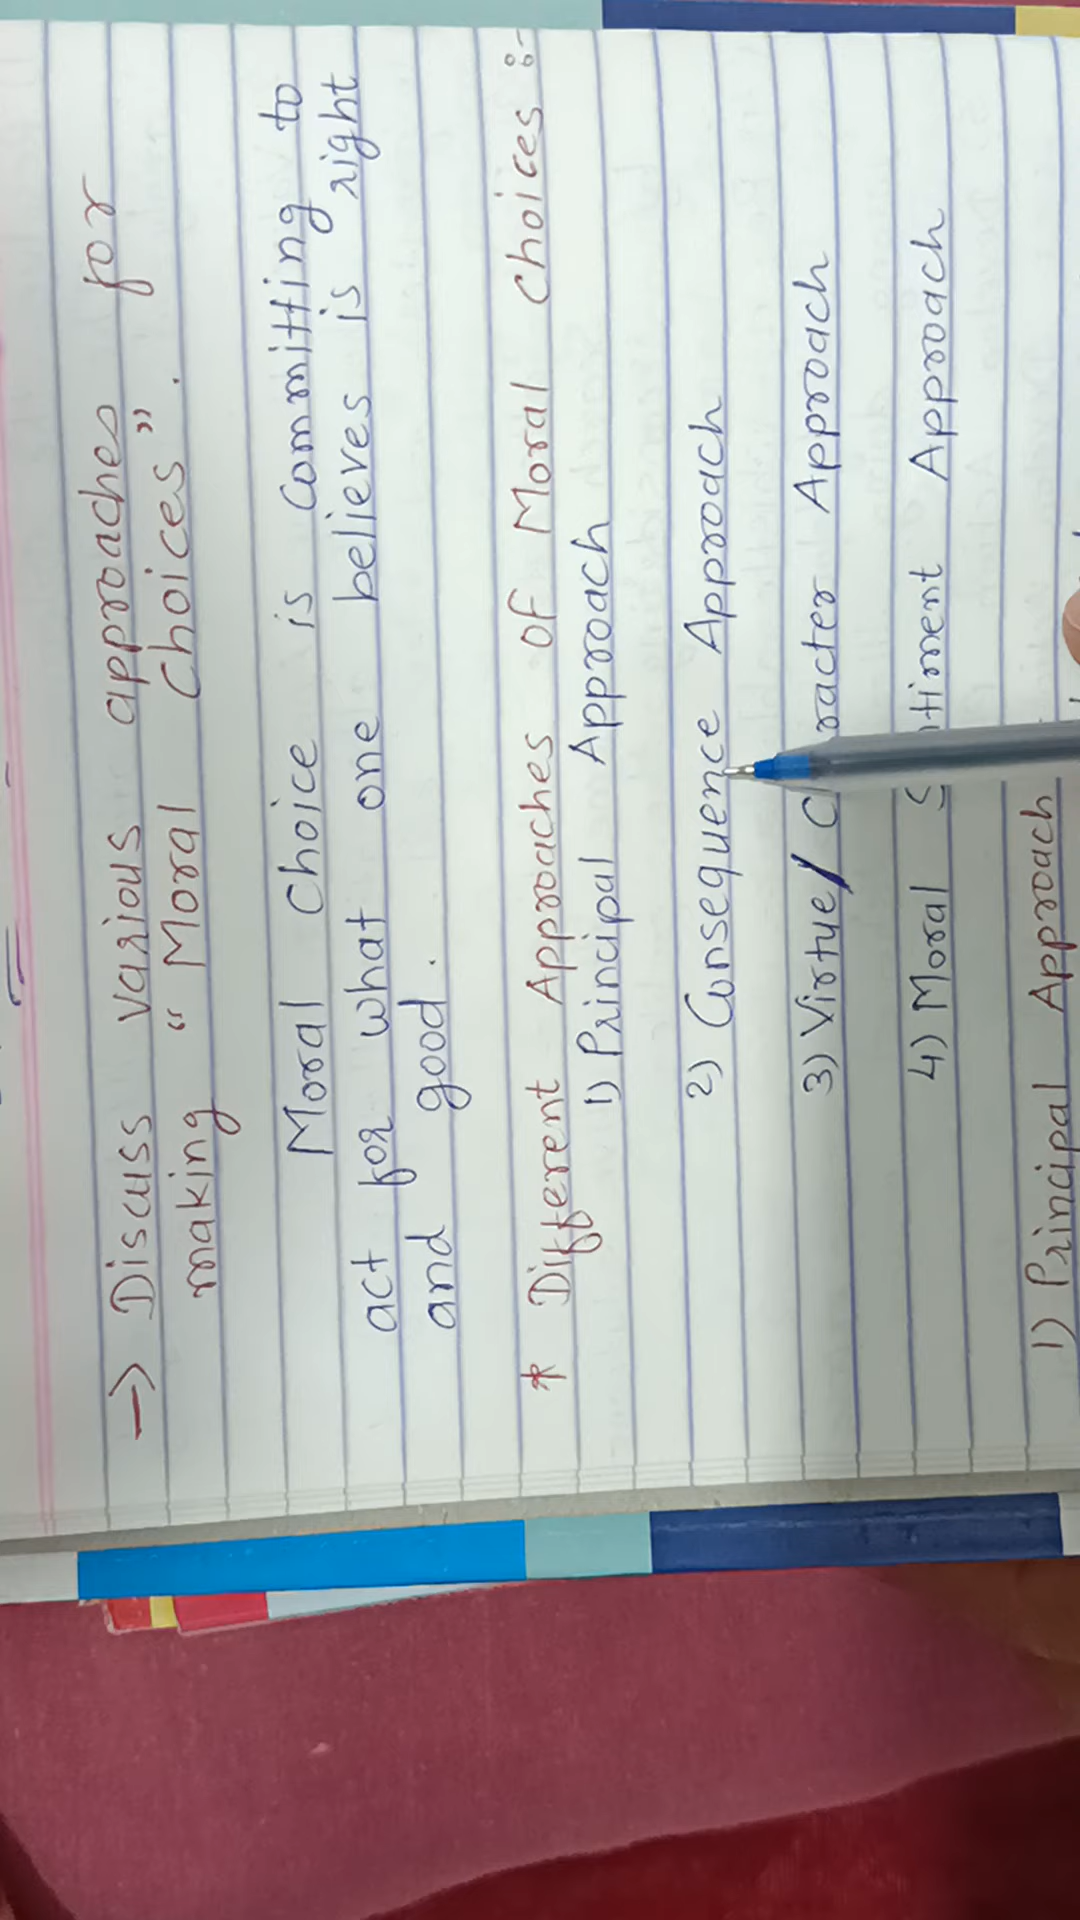 → Discuss various approaches for
making “Moral Choices”.
Moral Choice is committing to
act for what one believes is right
and good.
* Different Approaches of Moral choices :-
1) Principal Approach
2) Consequence Approach
3) Virtue/ Approach
4) Moral Approach
1) Principal Approach